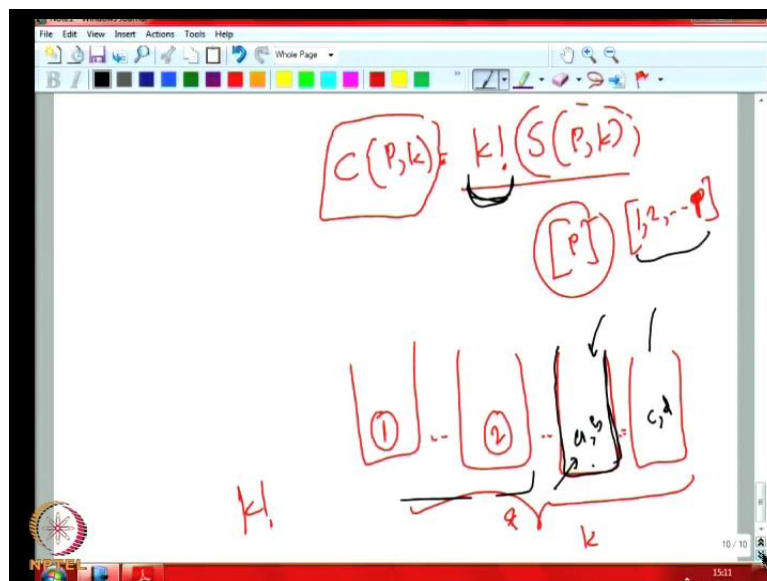 File Edit View Insert Actions Tools Help
Whole Page
B I
C(P,k) = k! (S(P,k))
[P] [1,2,--P]
1 -- 2 -- a,b -- c,d
k! k
NPTEL
10 / 10
15:11